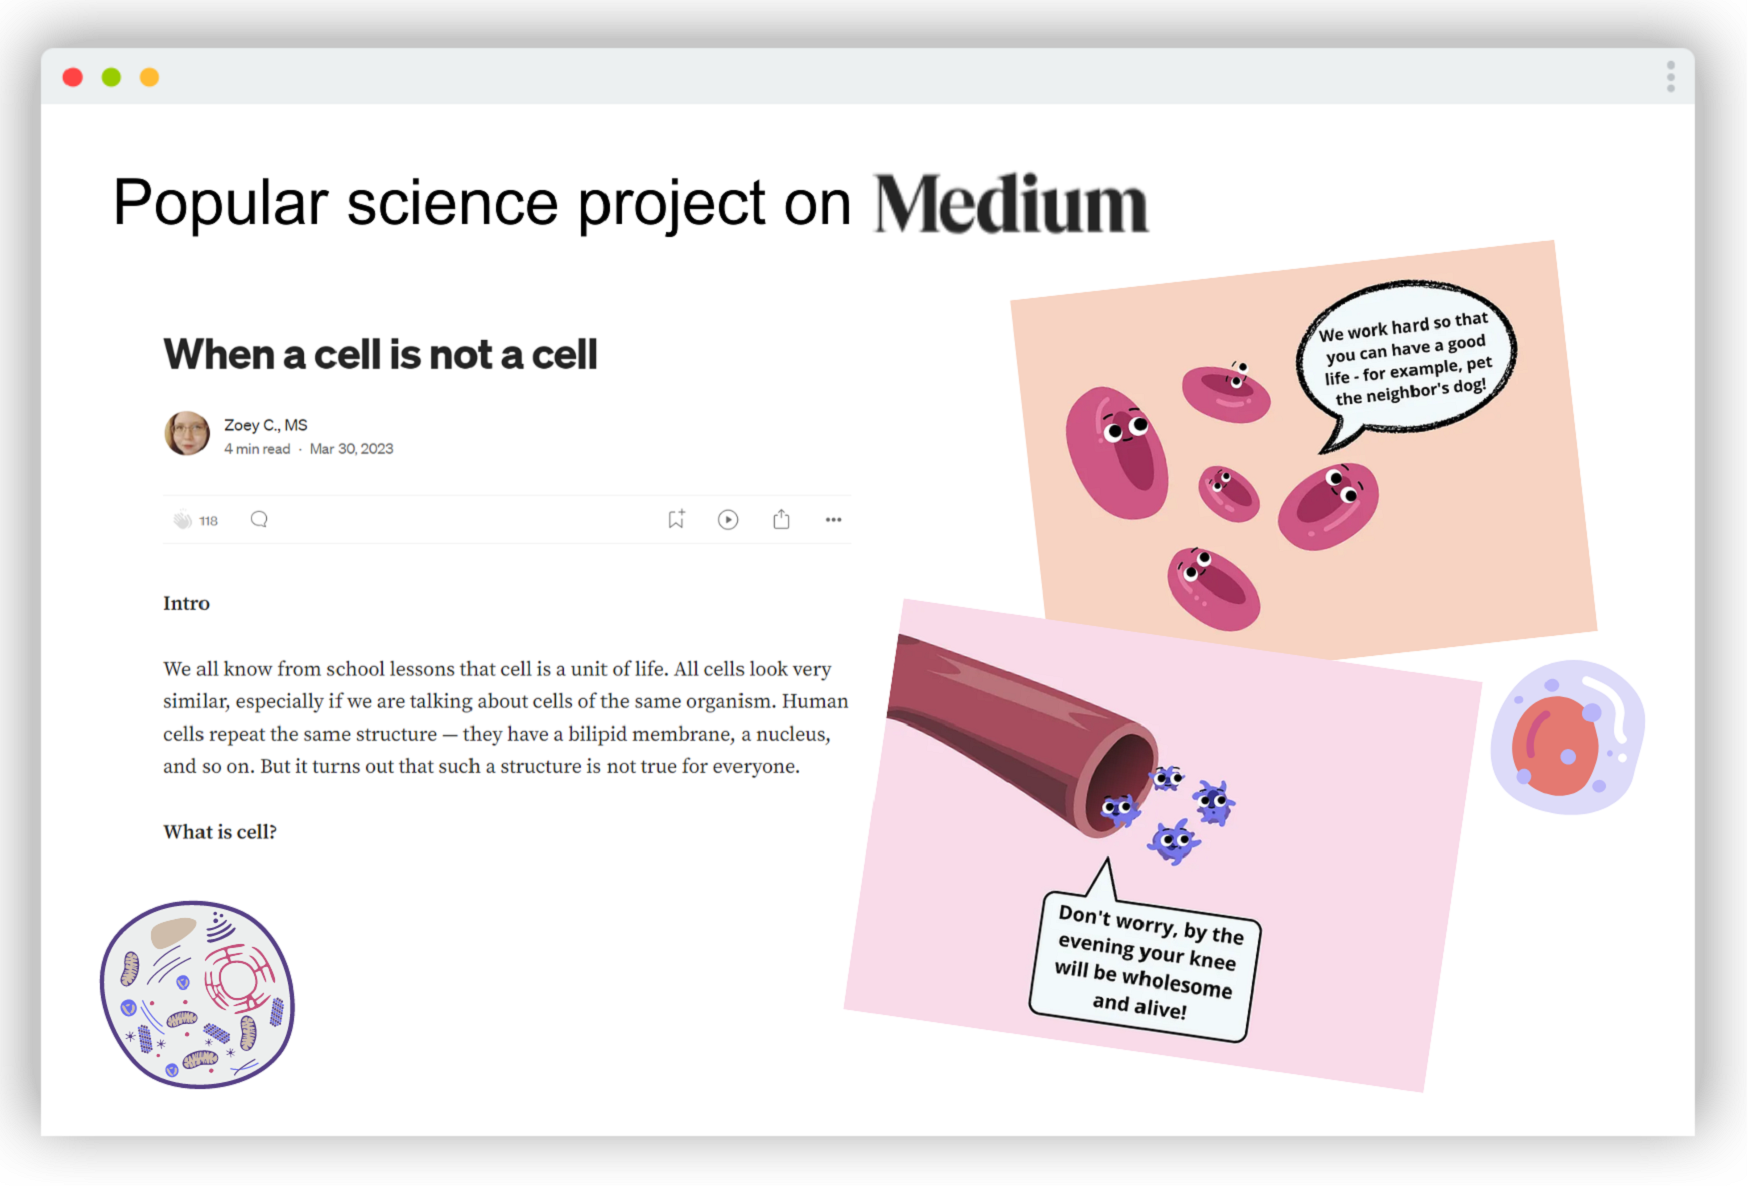 Popular science project on Medium
When a cell is not a cell
Zoey C., MS
4 min read · Mar 30, 2023
118
Intro
We all know from school lessons that cell is a unit of life. All cells look very
similar, especially if we are talking about cells of the same organism. Human
cells repeat the same structure — they have a bilipid membrane, a nucleus,
and so on. But it turns out that such a structure is not true for everyone.
What is cell?
We work hard so that
you can have a good
life - for example, pet
the neighbor's dog!
Don't worry, by the
evening your knee
will be wholesome
and alive!